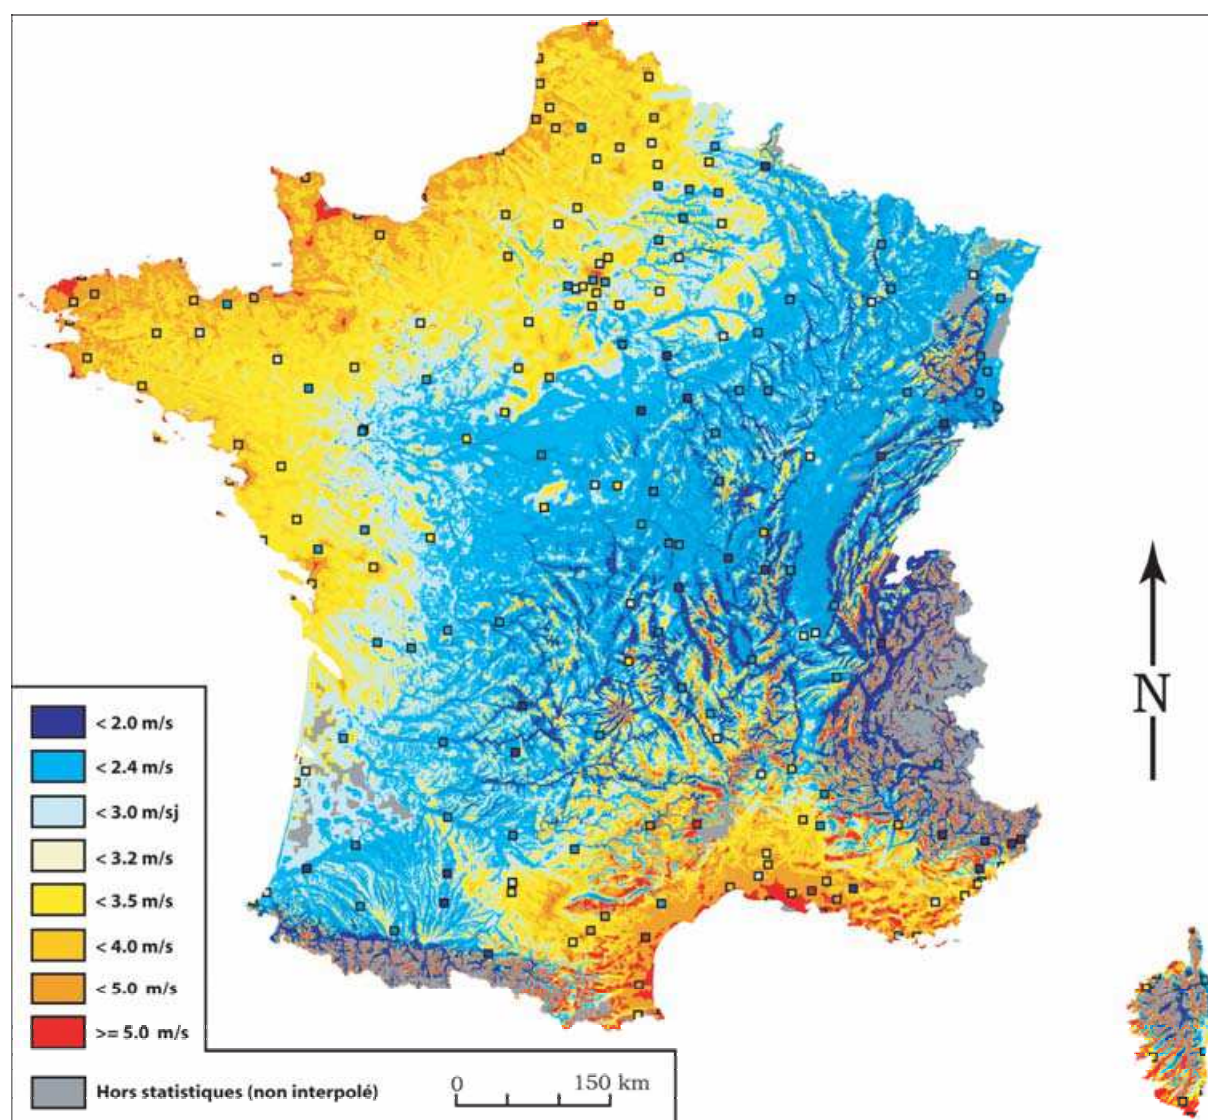 < 2.0 m/s
< 2.4 m/s
< 3.0 m/sj
< 3.2 m/s
< 3.5 m/s
< 4.0 m/s
< 5.0 m/s
>= 5.0 m/s
Hors statistiques (non interpolé)
0 150 km
N